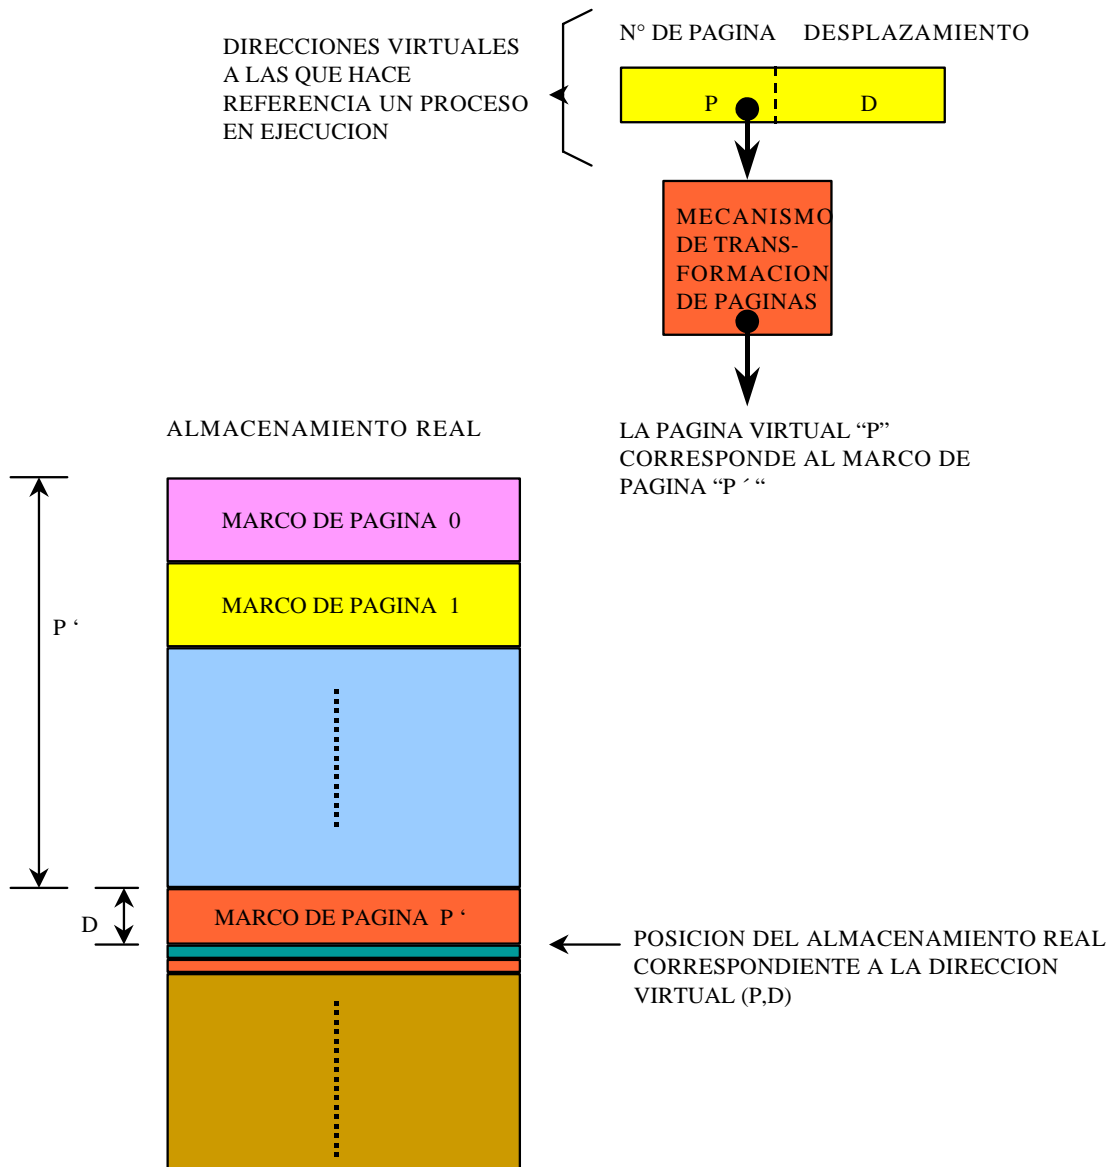 N° DE PAGINA DESPLAZAMIENTO
DIRECCIONES VIRTUALES
A LAS QUE HACE
REFERENCIA UN PROCESO
EN EJECUCION
P D
MECANISMO
DE TRANS-
FORMACION
DE PAGINAS
LA PAGINA VIRTUAL “P”
CORRESPONDE AL MARCO DE
PAGINA “P ´ “
ALMACENAMIENTO REAL
MARCO DE PAGINA 0
MARCO DE PAGINA 1
P ‘
MARCO DE PAGINA P ‘
D
POSICION DEL ALMACENAMIENTO REAL
CORRESPONDIENTE A LA DIRECCION
VIRTUAL (P,D)